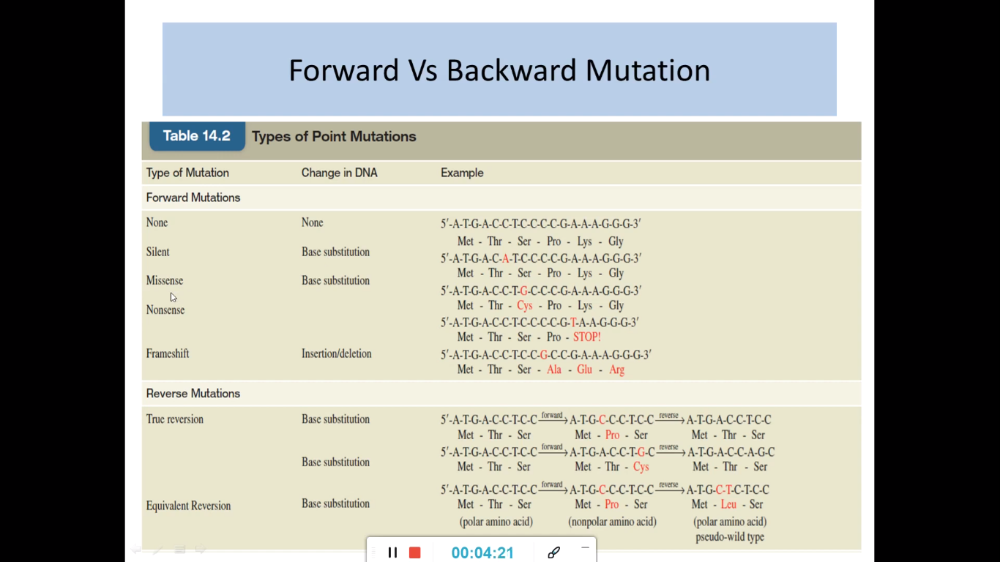 Forward Vs Backward Mutation
Table 14.2 Types of Point Mutations
Type of Mutation Change in DNA Example
Forward Mutations
None None 5′-A-T-G-A-C-C-T-C-C-C-C-G-A-A-A-G-G-G-3′
Met - Thr - Ser - Pro - Lys - Gly
Silent Base substitution 5′-A-T-G-A-C-A-T-C-C-C-C-G-A-A-A-G-G-G-3′
Met - Thr - Ser - Pro - Lys - Gly
Missense Base substitution 5′-A-T-G-A-C-C-T-G-C-C-C-G-A-A-A-G-G-G-3′
Met - Thr - Cys - Pro - Lys - Gly
Nonsense 5′-A-T-G-A-C-C-T-C-C-C-C-G-T-A-A-G-G-G-3′
Met - Thr - Ser - Pro - STOP!
Frameshift Insertion/deletion 5′-A-T-G-A-C-C-T-C-C-G-C-C-G-A-A-A-G-G-G-3′
Met - Thr - Ser - Ala - Glu - Arg
Reverse Mutations
True reversion Base substitution 5′-A-T-G-A-C-C-T-C-C forward A-T-G-C-C-C-T-C-C reverse A-T-G-A-C-C-T-C-C
Met - Thr - Ser Met - Pro - Ser Met - Thr - Ser
Base substitution 5′-A-T-G-A-C-C-T-C-C forward A-T-G-A-C-C-T-G-C reverse A-T-G-A-C-C-A-G-C
Met - Thr - Ser Met - Thr - Cys Met - Thr - Ser
Equivalent Reversion Base substitution 5′-A-T-G-A-C-C-T-C-C forward A-T-G-C-C-C-T-C-C reverse A-T-G-C-T-C-T-C-C
Met - Thr - Ser Met - Pro - Ser Met - Leu - Ser
(polar amino acid) (nonpolar amino acid) (polar amino acid)
pseudo-wild type
00:04:21